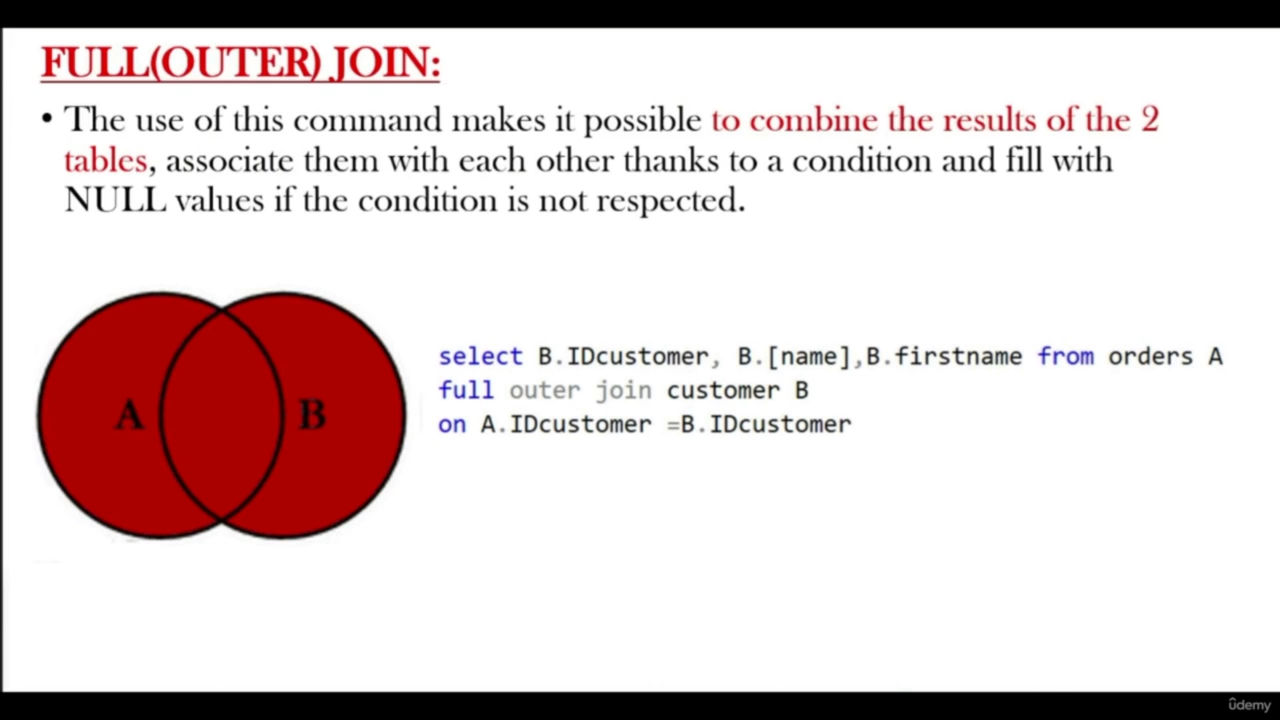 FULL(OUTER) JOIN:
• The use of this command makes it possible to combine the results of the 2
tables, associate them with each other thanks to a condition and fill with
NULL values if the condition is not respected.
A B
select B.IDcustomer, B.[name],B.firstname from orders A
full outer join customer B
on A.IDcustomer =B.IDcustomer
ûdemy